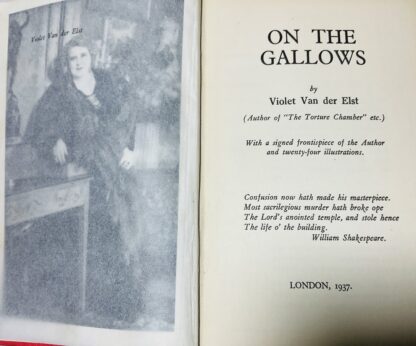 Violet Van der Elst
ON THE
GALLOWS
by
Violet Van der Elst
(Author of "The Torture Chamber" etc.)
With a signed frontispiece of the Author
and twenty-four illustrations.
Confusion now hath made his masterpiece.
Most sacrilegious murder hath broke ope
The Lord's anointed temple, and stole hence
The life o' the building.
William Shakespeare.
LONDON, 1937.